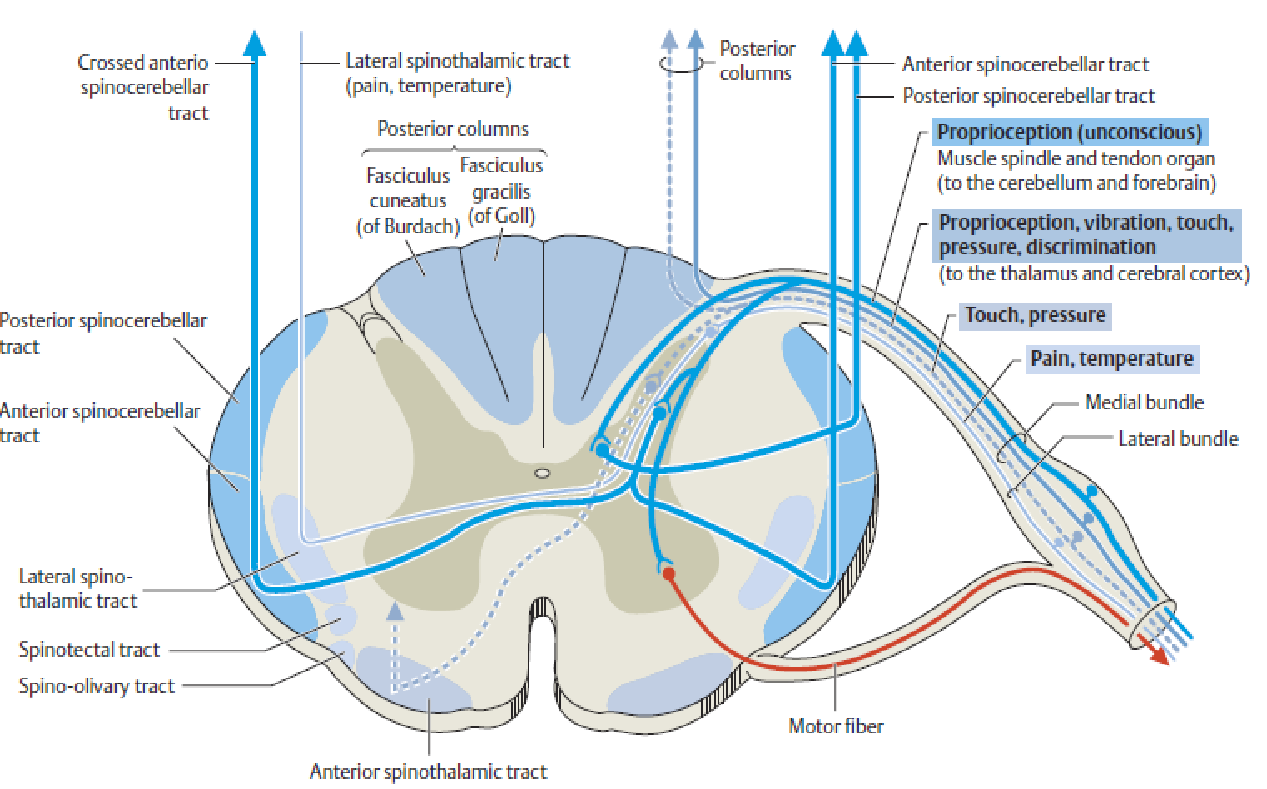 Crossed anterio
spinocerebellar
tract
Lateral spinothalamic tract
(pain, temperature)
Posterior columns
Fasciculus
cuneatus
(of Burdach)
Fasciculus
gracilis
(of Goll)
Posterior
columns
Anterior spinocerebellar tract
Posterior spinocerebellar tract
Proprioception (unconscious)
Muscle spindle and tendon organ
(to the cerebellum and forebrain)
Proprioception, vibration, touch,
pressure, discrimination
(to the thalamus and cerebral cortex)
Touch, pressure
Pain, temperature
Medial bundle
Lateral bundle
Posterior spinocerebellar
tract
Anterior spinocerebellar
tract
Lateral spino-
thalamic tract
Spinotectal tract
Spino-olivary tract
Motor fiber
Anterior spinothalamic tract